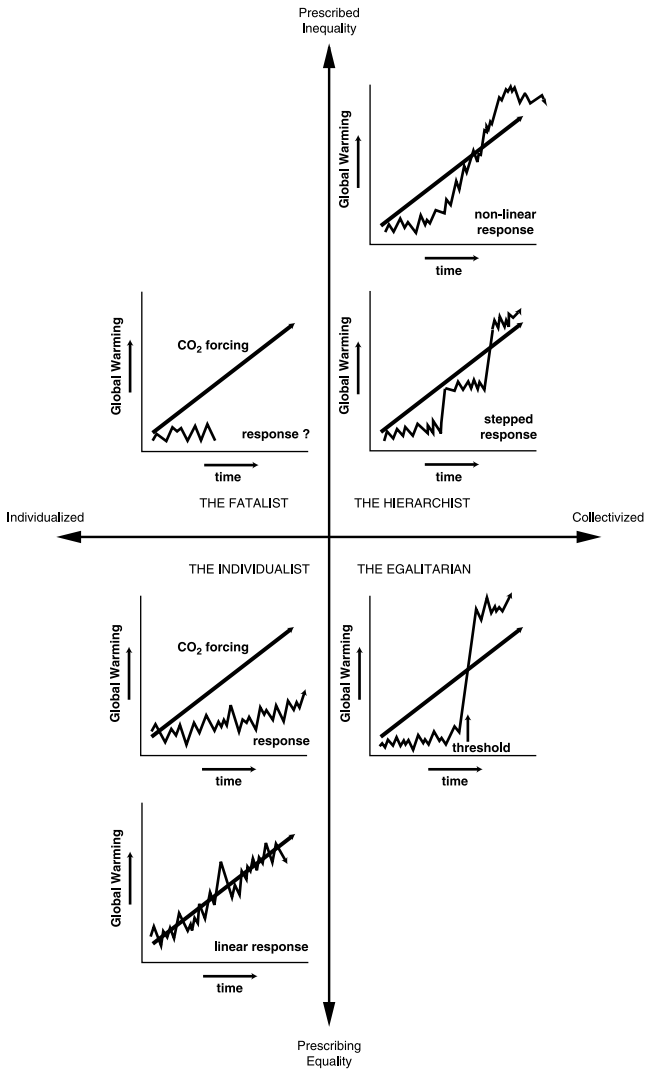 Prescribed
Inequality
Global Warming
non-linear
response
time
Global Warming
CO₂ forcing
response ?
time
Global Warming
stepped
response
time
THE FATALIST
THE HIERARCHIST
Individualized
Collectivized
THE INDIVIDUALIST
THE EGALITARIAN
Global Warming
CO₂ forcing
response
time
Global Warming
threshold
time
Global Warming
linear response
time
Prescribing
Equality